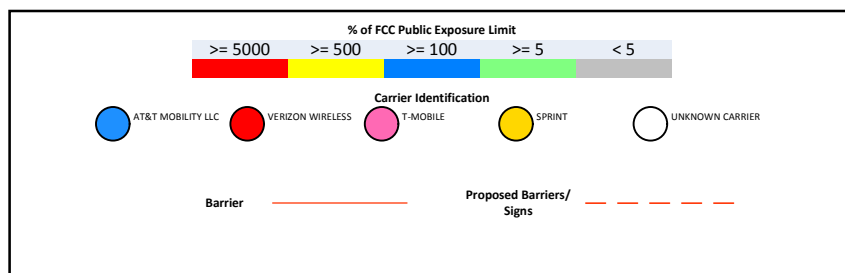 % of FCC Public Exposure Limit
>= 5000 >= 500 >= 100 >= 5 < 5
Carrier Identification
AT&T MOBILITY LLC VERIZON WIRELESS T-MOBILE SPRINT UNKNOWN CARRIER
Barrier Proposed Barriers/
Signs